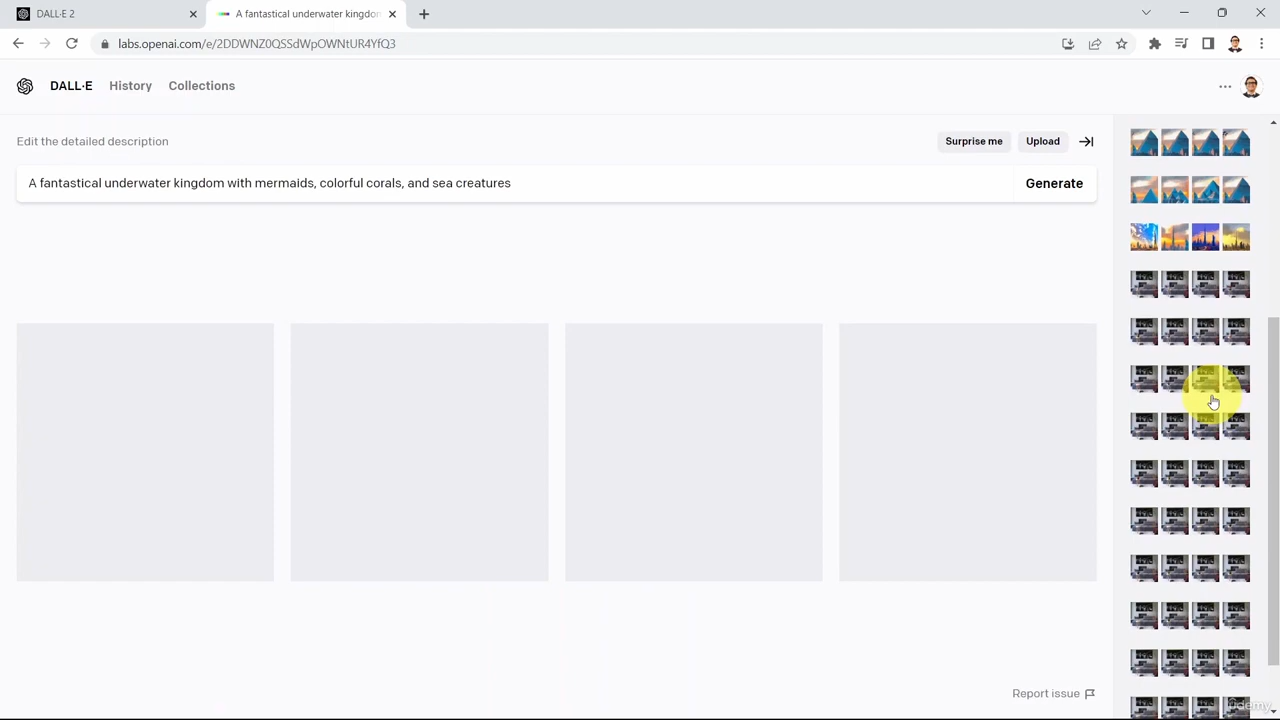 DALL·E 2
A fantastical underwater kingdom
labs.openai.com/e/2DDWNZ0QSSdWpOWNtUR4YfQ3
DALL·E History Collections
Edit the detailed description Surprise me Upload
A fantastical underwater kingdom with mermaids, colorful corals, and sea creatures Generate
Report issue
Udemy